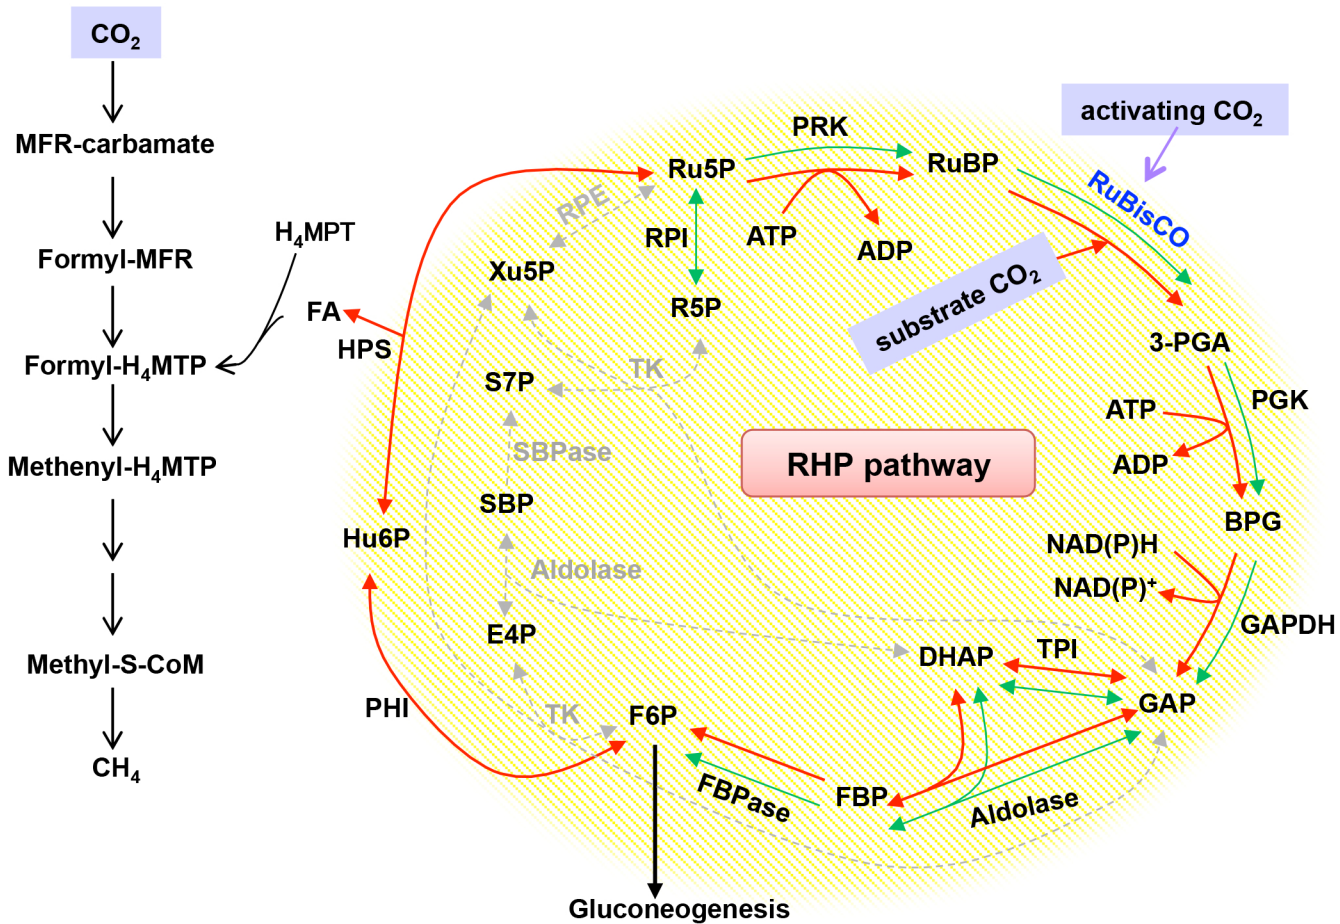 CO₂
MFR-carbamate
Formyl-MFR
H₄MPT
Formyl-H₄MTP
Methenyl-H₄MTP
Methyl-S-CoM
CH₄
FA
HPS
Hu6P
PHI
Ru5P
PRK
RuBP
activating CO₂
RuBisCO
ATP
ADP
substrate CO₂
RPE
RPI
Xu5P
R5P
3-PGA
PGK
ATP
ADP
S7P
TK
SBPase
RHP pathway
SBP
BPG
NAD(P)H
NAD(P)⁺
GAPDH
Aldolase
E4P
DHAP
TPI
GAP
TK
F6P
FBPase
FBP
Aldolase
Gluconeogenesis